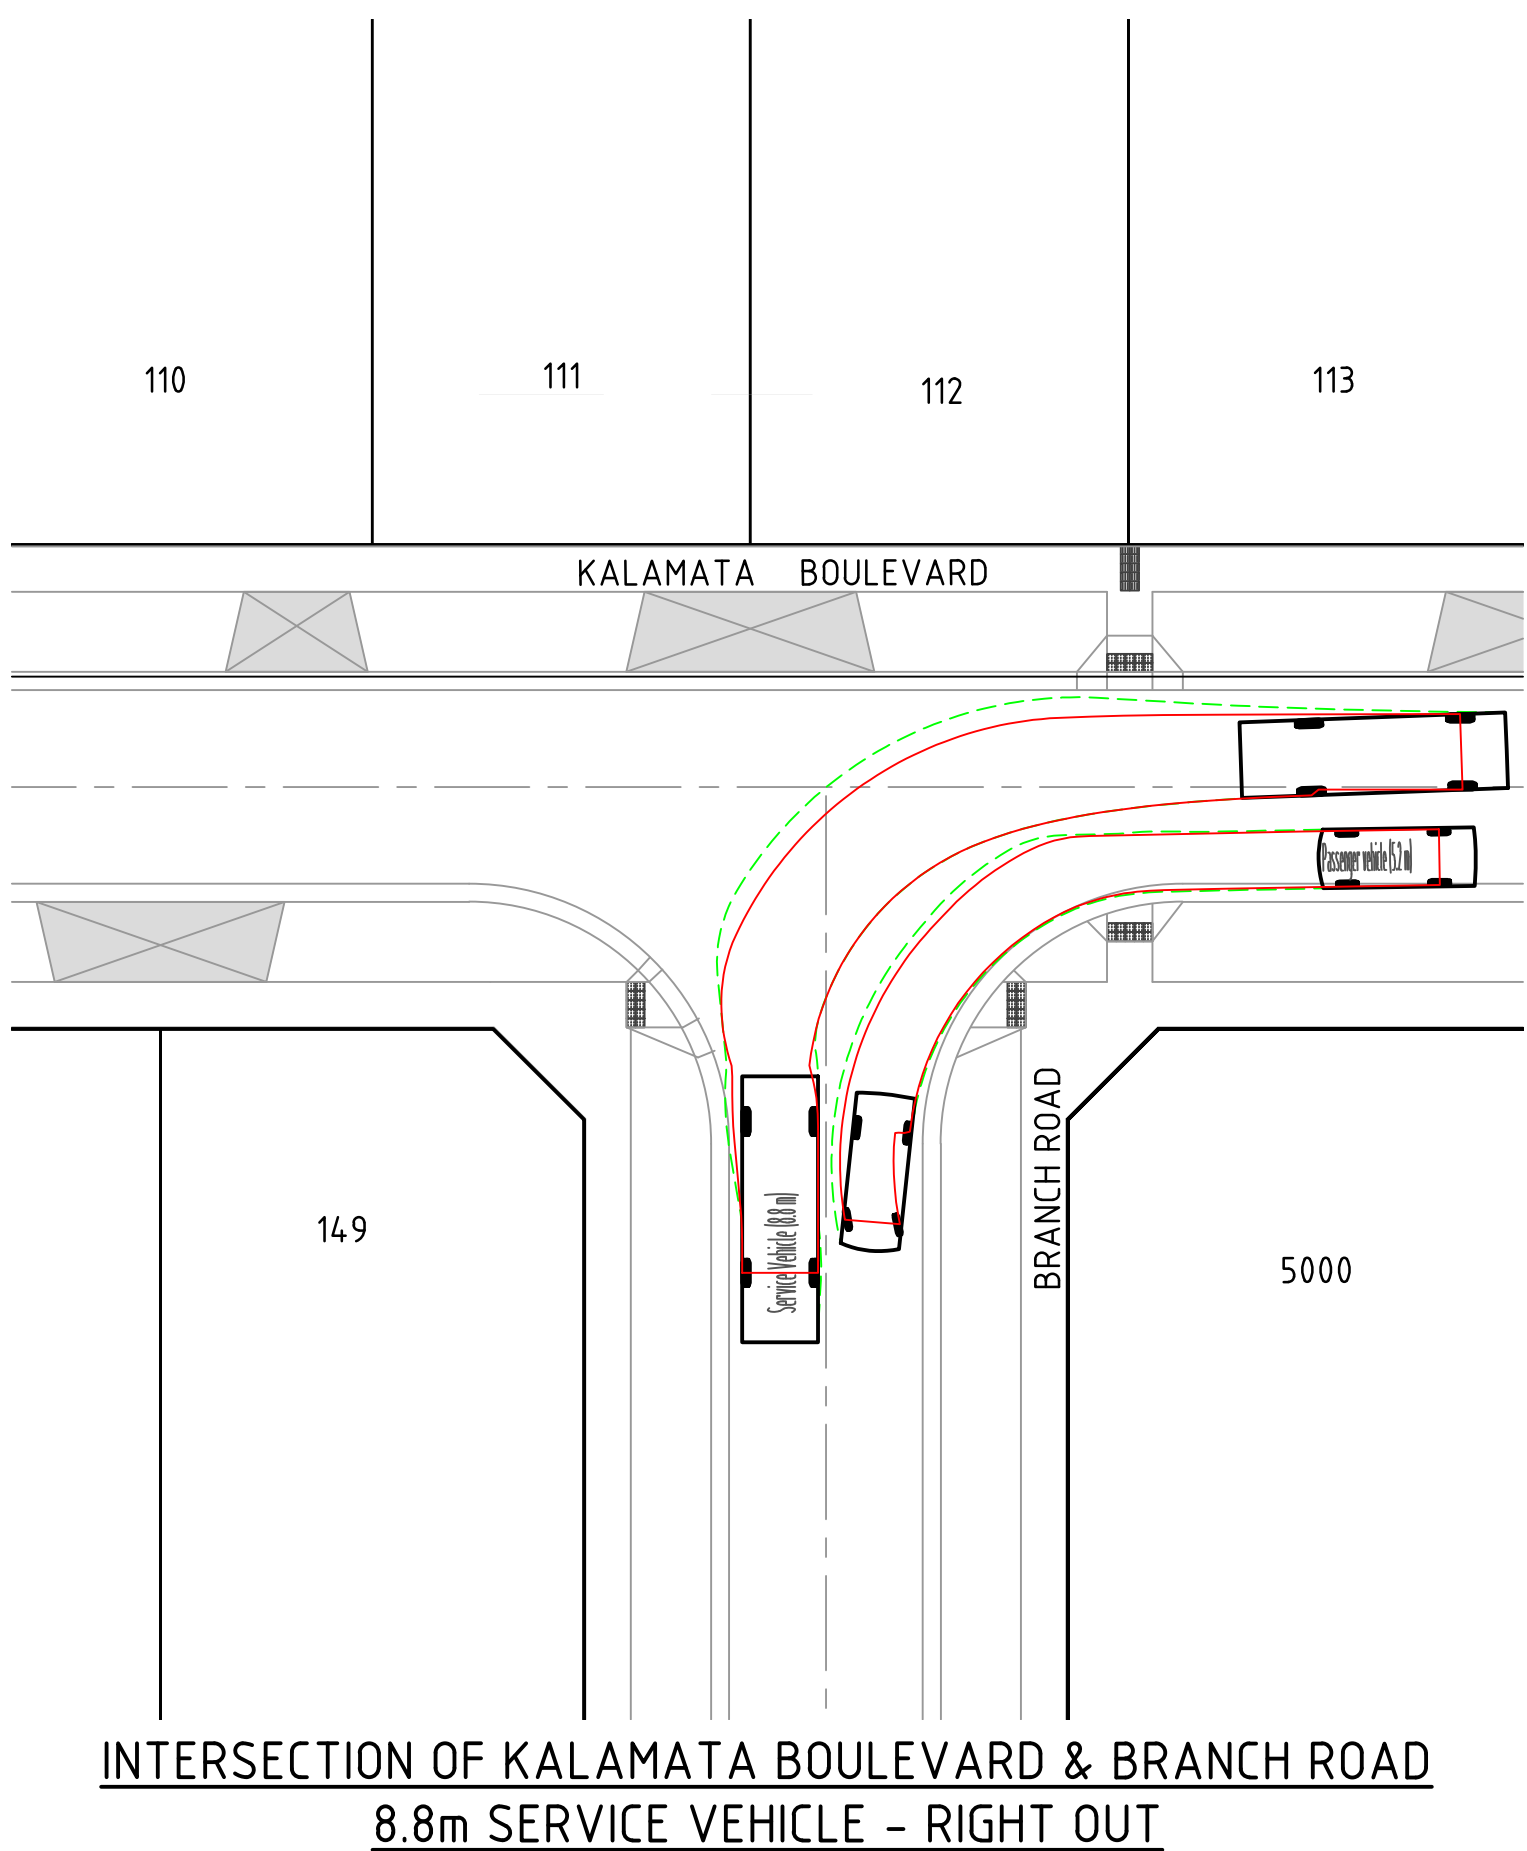 110
111
112
113
KALAMATA BOULEVARD
Passenger vehicle (5.2 m)
Service Vehicle (8.8 m)
BRANCH ROAD
149
5000
INTERSECTION OF KALAMATA BOULEVARD & BRANCH ROAD
8.8m SERVICE VEHICLE - RIGHT OUT